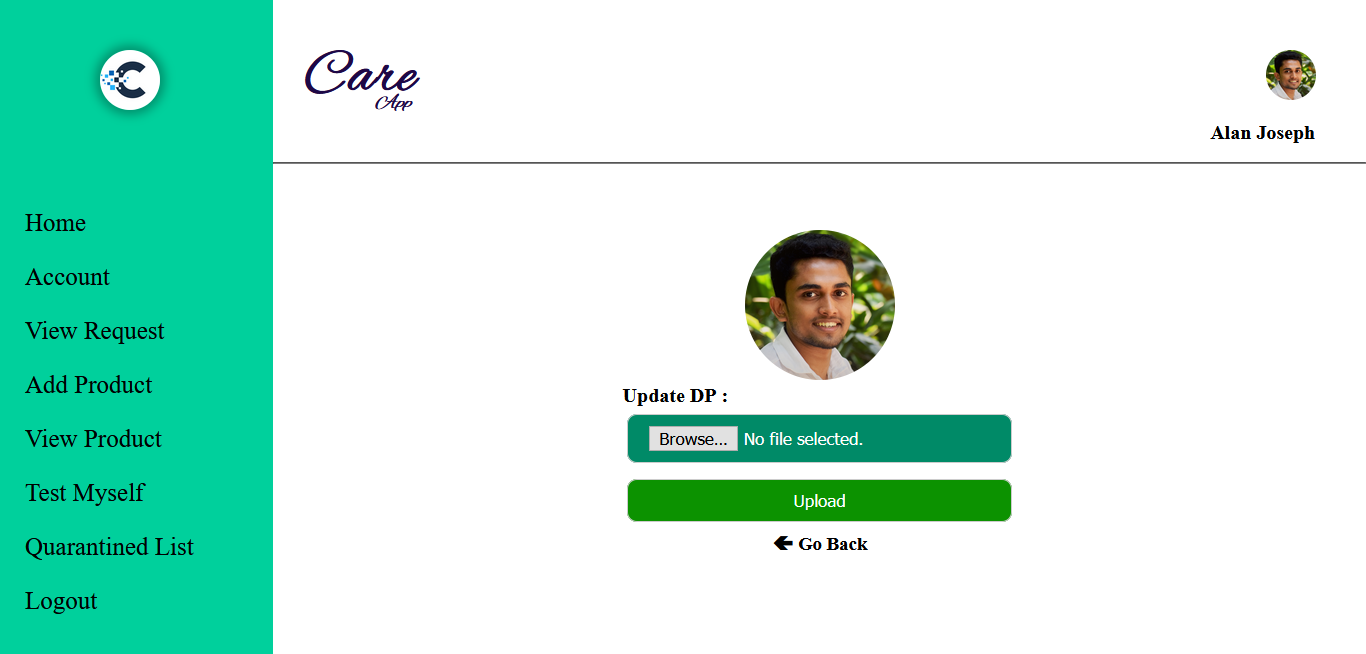 Care
App
Alan Joseph
Home
Account
View Request
Add Product
View Product
Test Myself
Quarantined List
Logout
Update DP :
Browse... No file selected.
Upload
Go Back